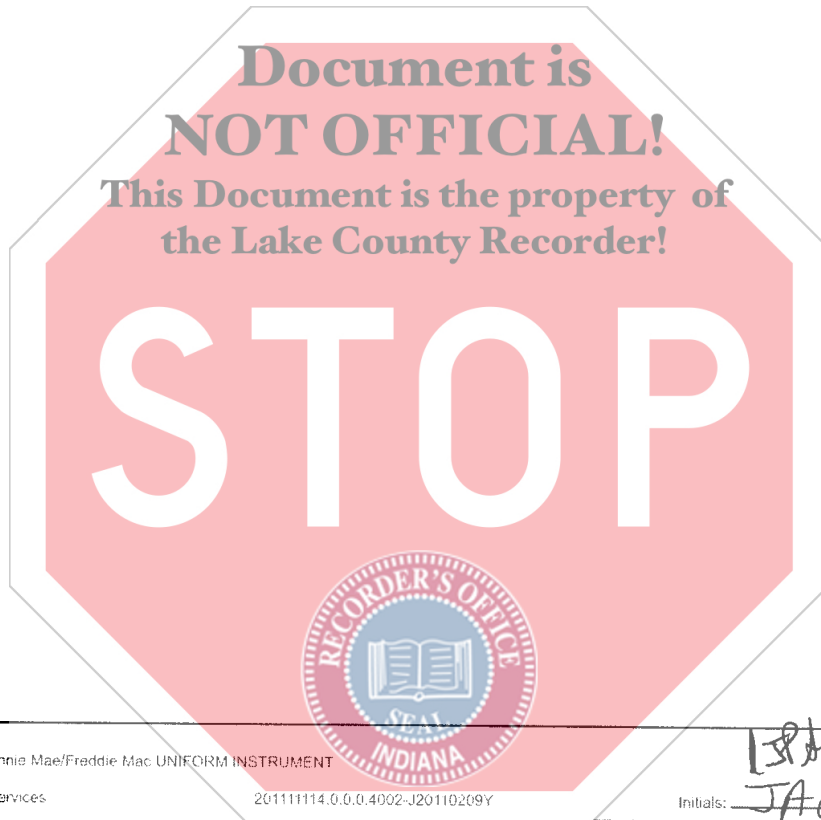 Document is
NOT OFFICIAL!
This Document is the property of
the Lake County Recorder!
STOP
RECORDER'S OFFICE
SEAL
INDIANA
nnie Mae/Freddie Mac UNIFORM INSTRUMENT
ervices 201111114.0.0.0.4002-J20110209Y Initials: